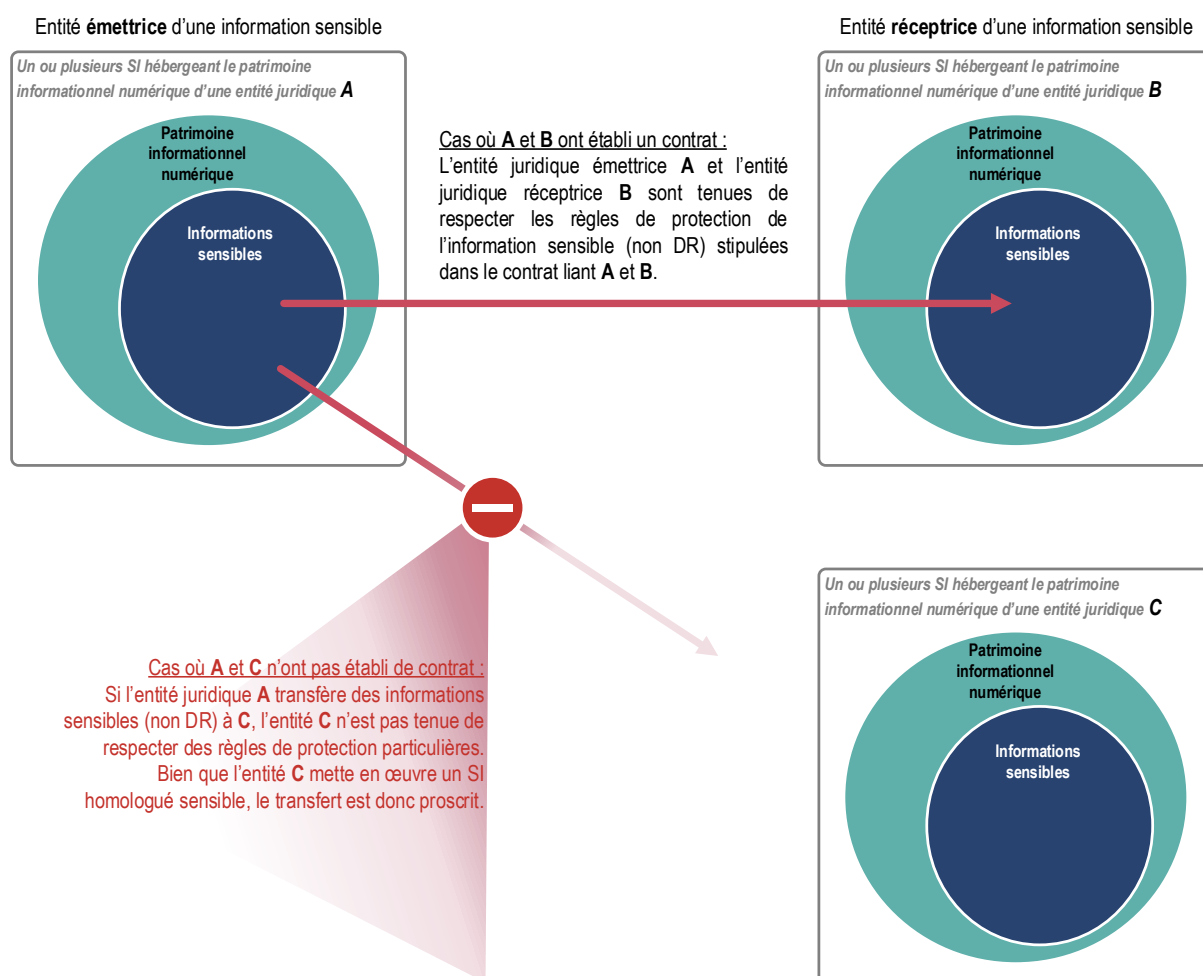 Entité émettrice d’une information sensible
Un ou plusieurs SI hébergeant le patrimoine
informationnel numérique d’une entité juridique A
Patrimoine
informationnel
numérique
Informations
sensibles
Cas où A et B ont établi un contrat :
L’entité juridique émettrice A et l’entité
juridique réceptrice B sont tenues de
respecter les règles de protection de
l’information sensible (non DR) stipulées
dans le contrat liant A et B.
Entité réceptrice d’une information sensible
Un ou plusieurs SI hébergeant le patrimoine
informationnel numérique d’une entité juridique B
Patrimoine
informationnel
numérique
Informations
sensibles
Cas où A et C n’ont pas établi de contrat :
Si l’entité juridique A transfère des informations
sensibles (non DR) à C, l’entité C n’est pas tenue de
respecter des règles de protection particulières.
Bien que l’entité C mette en œuvre un SI
homologué sensible, le transfert est donc proscrit.
Un ou plusieurs SI hébergeant le patrimoine
informationnel numérique d’une entité juridique C
Patrimoine
informationnel
numérique
Informations
sensibles